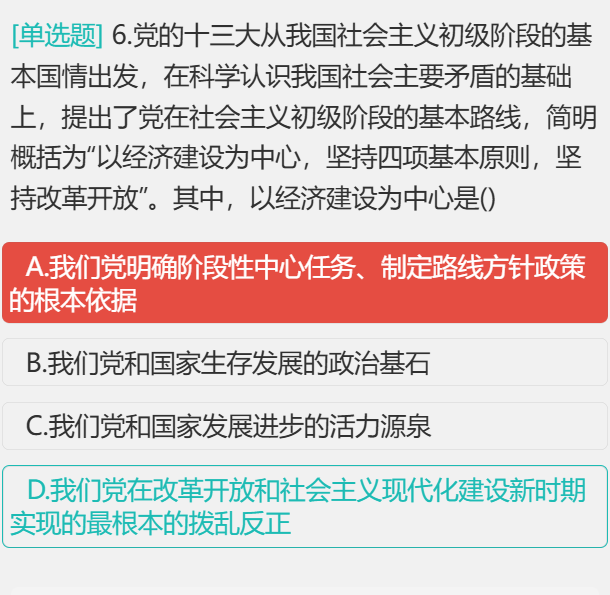 [单选题] 6.党的十三大从我国社会主义初级阶段的基
本国情出发，在科学认识我国社会主要矛盾的基础
上，提出了党在社会主义初级阶段的基本路线，简明
概括为“以经济建设为中心，坚持四项基本原则，坚
持改革开放”。其中，以经济建设为中心是()
A.我们党明确阶段性中心任务、制定路线方针政策
的根本依据
B.我们党和国家生存发展的政治基石
C.我们党和国家发展进步的活力源泉
D.我们党在改革开放和社会主义现代化建设新时期
实现的最根本的拨乱反正